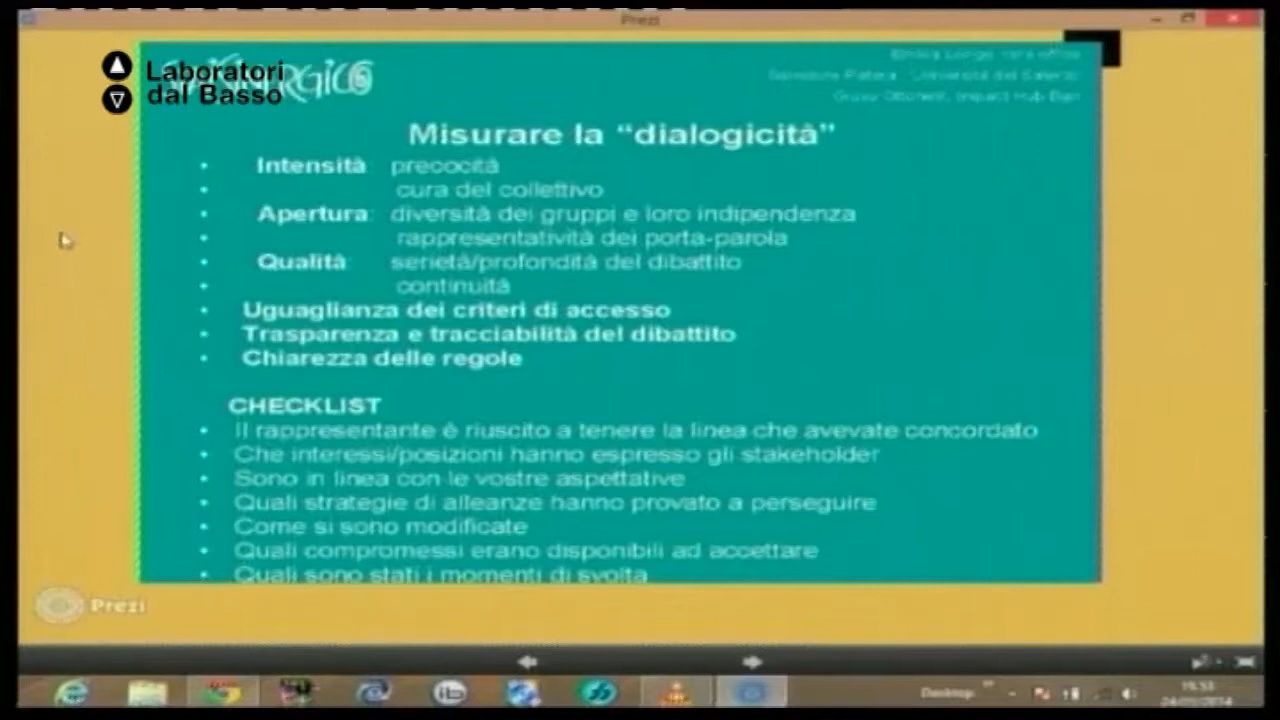 Prezi
Laboratori
dal Basso
Misurare la “dialogicità”
• Intensità precocità
• cura del collettivo
• Apertura: diversità dei gruppi e loro indipendenza
• rappresentatività dei porta-parola
• Qualità serietà/profondità del dibattito
• continuità
• Uguaglianza dei criteri di accesso
• Trasparenza e tracciabilità del dibattito
• Chiarezza delle regole
CHECKLIST
• Il rappresentante è riuscito a tenere la linea che avevate concordato
• Che interessi/posizioni hanno espresso gli stakeholder
• Sono in linea con le vostre aspettative
• Quali strategie di alleanze hanno provato a perseguire
• Come si sono modificate
• Quali compromessi erano disponibili ad accettare
• Quali sono stati i momenti di svolta
Prezi
Desktop